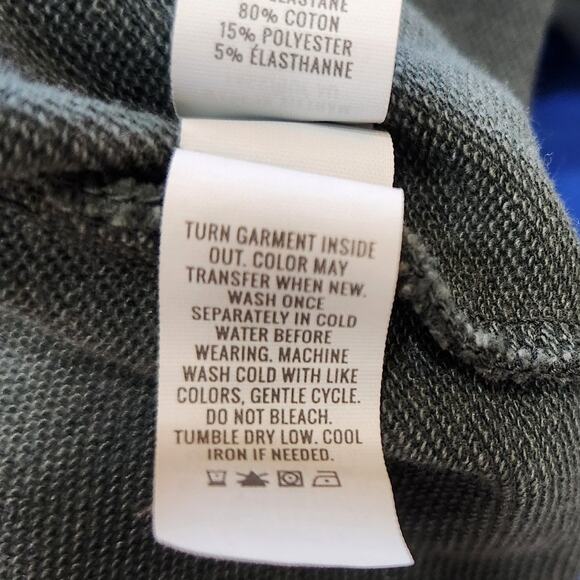 80% COTON
15% POLYESTER
5% ÉLASTHANNE
TURN GARMENT INSIDE
OUT. COLOR MAY
TRANSFER WHEN NEW.
WASH ONCE
SEPARATELY IN COLD
WATER BEFORE
WEARING. MACHINE
WASH COLD WITH LIKE
COLORS, GENTLE CYCLE.
DO NOT BLEACH.
TUMBLE DRY LOW. COOL
IRON IF NEEDED.